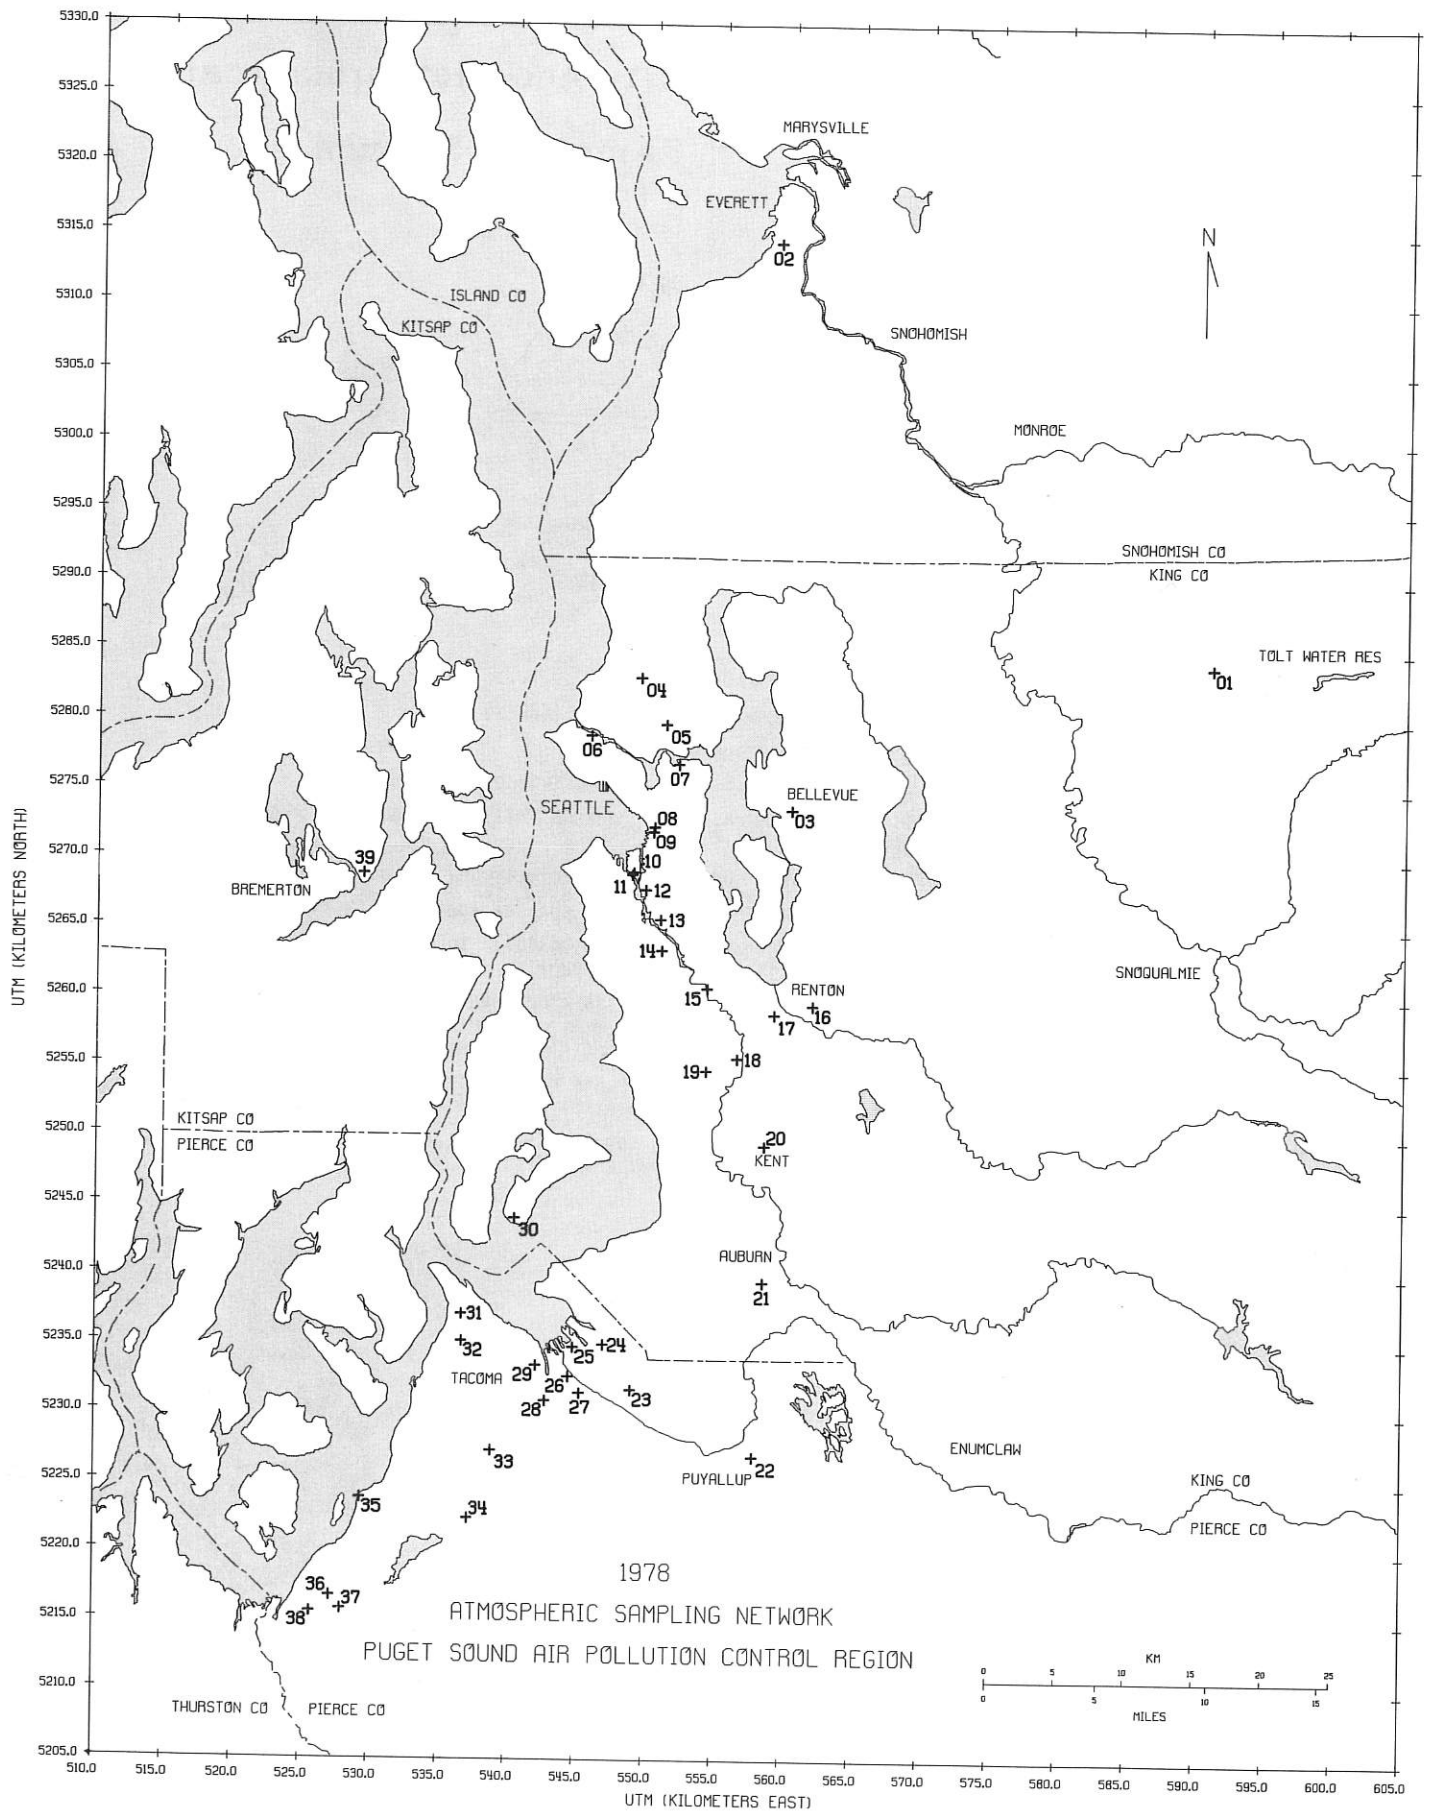 5330.0
5325.0
5320.0
5315.0
5310.0
5305.0
5300.0
5295.0
5290.0
5285.0
5280.0
5275.0
5270.0
5265.0
5260.0
5255.0
5250.0
5245.0
5240.0
5235.0
5230.0
5225.0
5220.0
5215.0
5210.0
5205.0
UTM (KILOMETERS NORTH)
MARYSVILLE
EVERETT
02
N
ISLAND CO
KITSAP CO
SNOHOMISH
MONROE
SNOHOMISH CO
KING CO
TOLT WATER RES
01
04
05
06
07
SEATTLE
BELLEVUE
03
08
09
10
39
11
12
BREMERTON
13
14
SNOQUALMIE
15
RENTON
16
17
18
19
KITSAP CO
PIERCE CO
20
KENT
30
AUBURN
21
31
32
24
25
29
TACOMA
26
23
28
27
33
ENUMCLAW
22
PUYALLUP
KING CO
PIERCE CO
35
34
36
37
38
1978
ATMOSPHERIC SAMPLING NETWORK
PUGET SOUND AIR POLLUTION CONTROL REGION
KM
0 5 10 15 20 25
0 5 10 15
MILES
THURSTON CO PIERCE CO
510.0 515.0 520.0 525.0 530.0 535.0 540.0 545.0 550.0 555.0 560.0 565.0 570.0 575.0 580.0 585.0 590.0 595.0 600.0 605.0
UTM (KILOMETERS EAST)